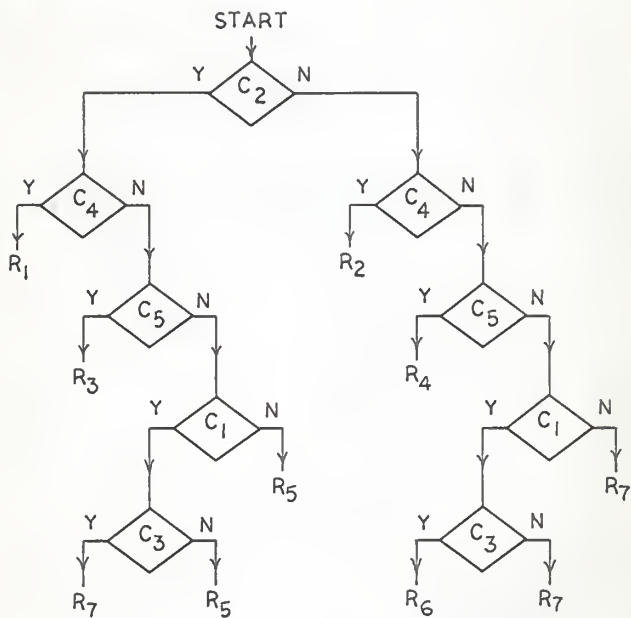 START
Y C2 N
Y C4 N Y C4 N
R1 R2
Y C5 N Y C5 N
R3 R4
Y C1 N Y C1 N
R5 R7
Y C3 N Y C3 N
R7 R5 R6 R7